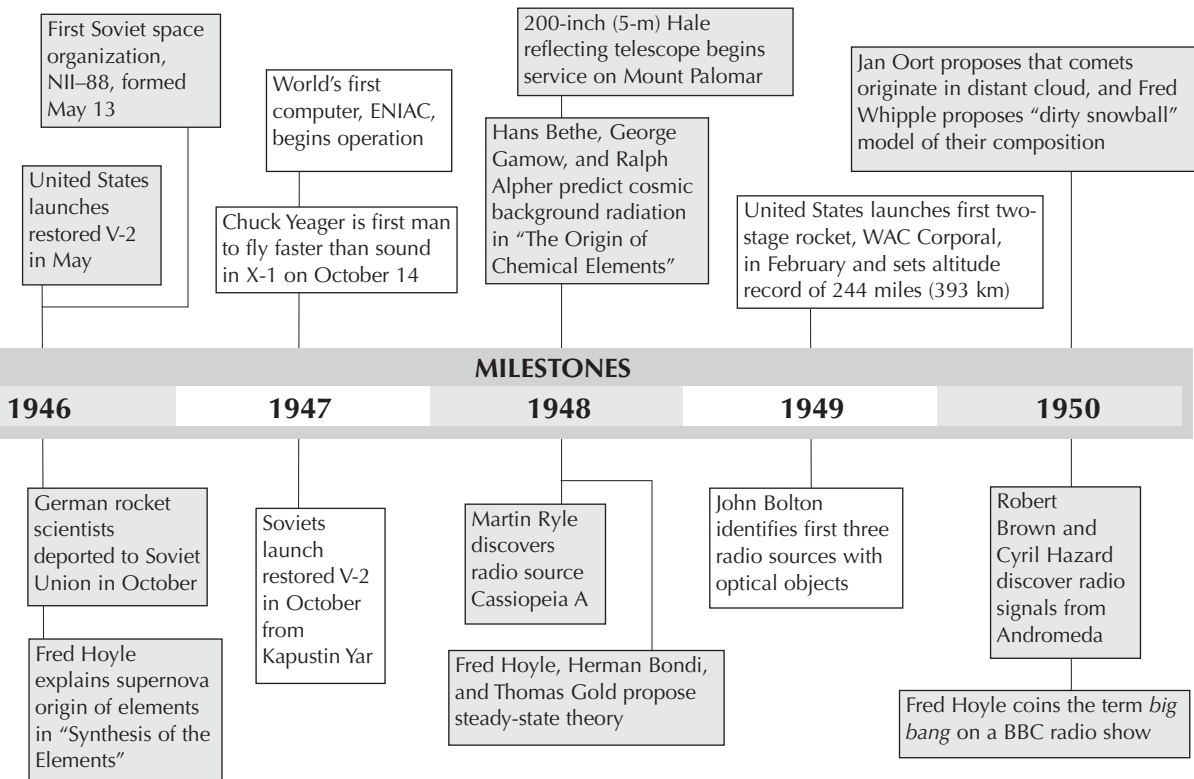 First Soviet space
organization,
NII–88, formed
May 13
United States
launches
restored V-2
in May
World's first
computer, ENIAC,
begins operation
Chuck Yeager is first man
to fly faster than sound
in X-1 on October 14
200-inch (5-m) Hale
reflecting telescope begins
service on Mount Palomar
Hans Bethe, George
Gamow, and Ralph
Alpher predict cosmic
background radiation
in “The Origin of
Chemical Elements”
United States launches first two-
stage rocket, WAC Corporal,
in February and sets altitude
record of 244 miles (393 km)
Jan Oort proposes that comets
originate in distant cloud, and Fred
Whipple proposes “dirty snowball”
model of their composition
MILESTONES
1946 1947 1948 1949 1950
German rocket
scientists
deported to Soviet
Union in October
Fred Hoyle
explains supernova
origin of elements
in “Synthesis of the
Elements”
Soviets
launch
restored V-2
in October
from
Kapustin Yar
Martin Ryle
discovers
radio source
Cassiopeia A
Fred Hoyle, Herman Bondi,
and Thomas Gold propose
steady-state theory
John Bolton
identifies first three
radio sources with
optical objects
Robert
Brown and
Cyril Hazard
discover radio
signals from
Andromeda
Fred Hoyle coins the term big
bang on a BBC radio show